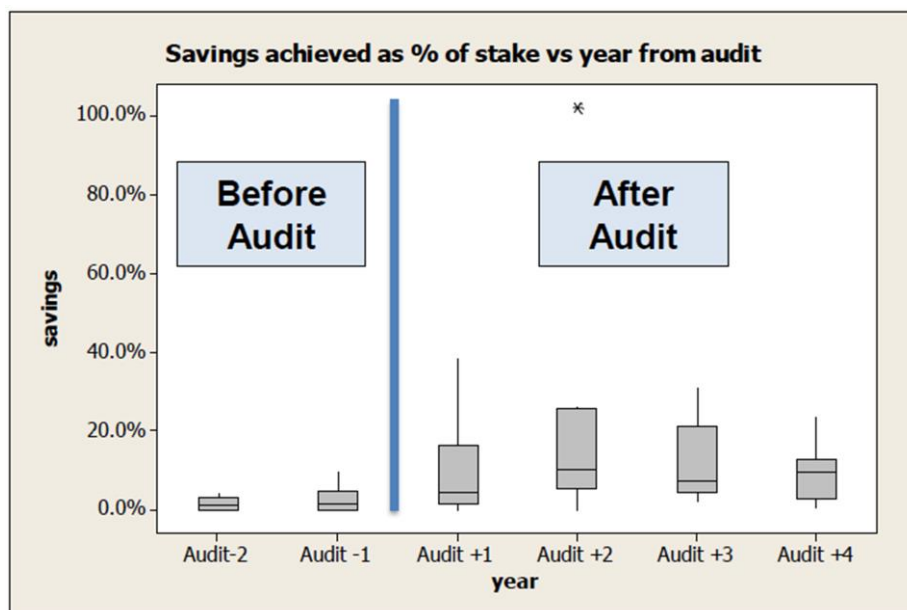 Savings achieved as % of stake vs year from audit
100.0%
80.0%
60.0%
40.0%
20.0%
0.0%
savings
Before
Audit
After
Audit
Audit-2
Audit -1
Audit +1
Audit +2
Audit +3
Audit +4
year